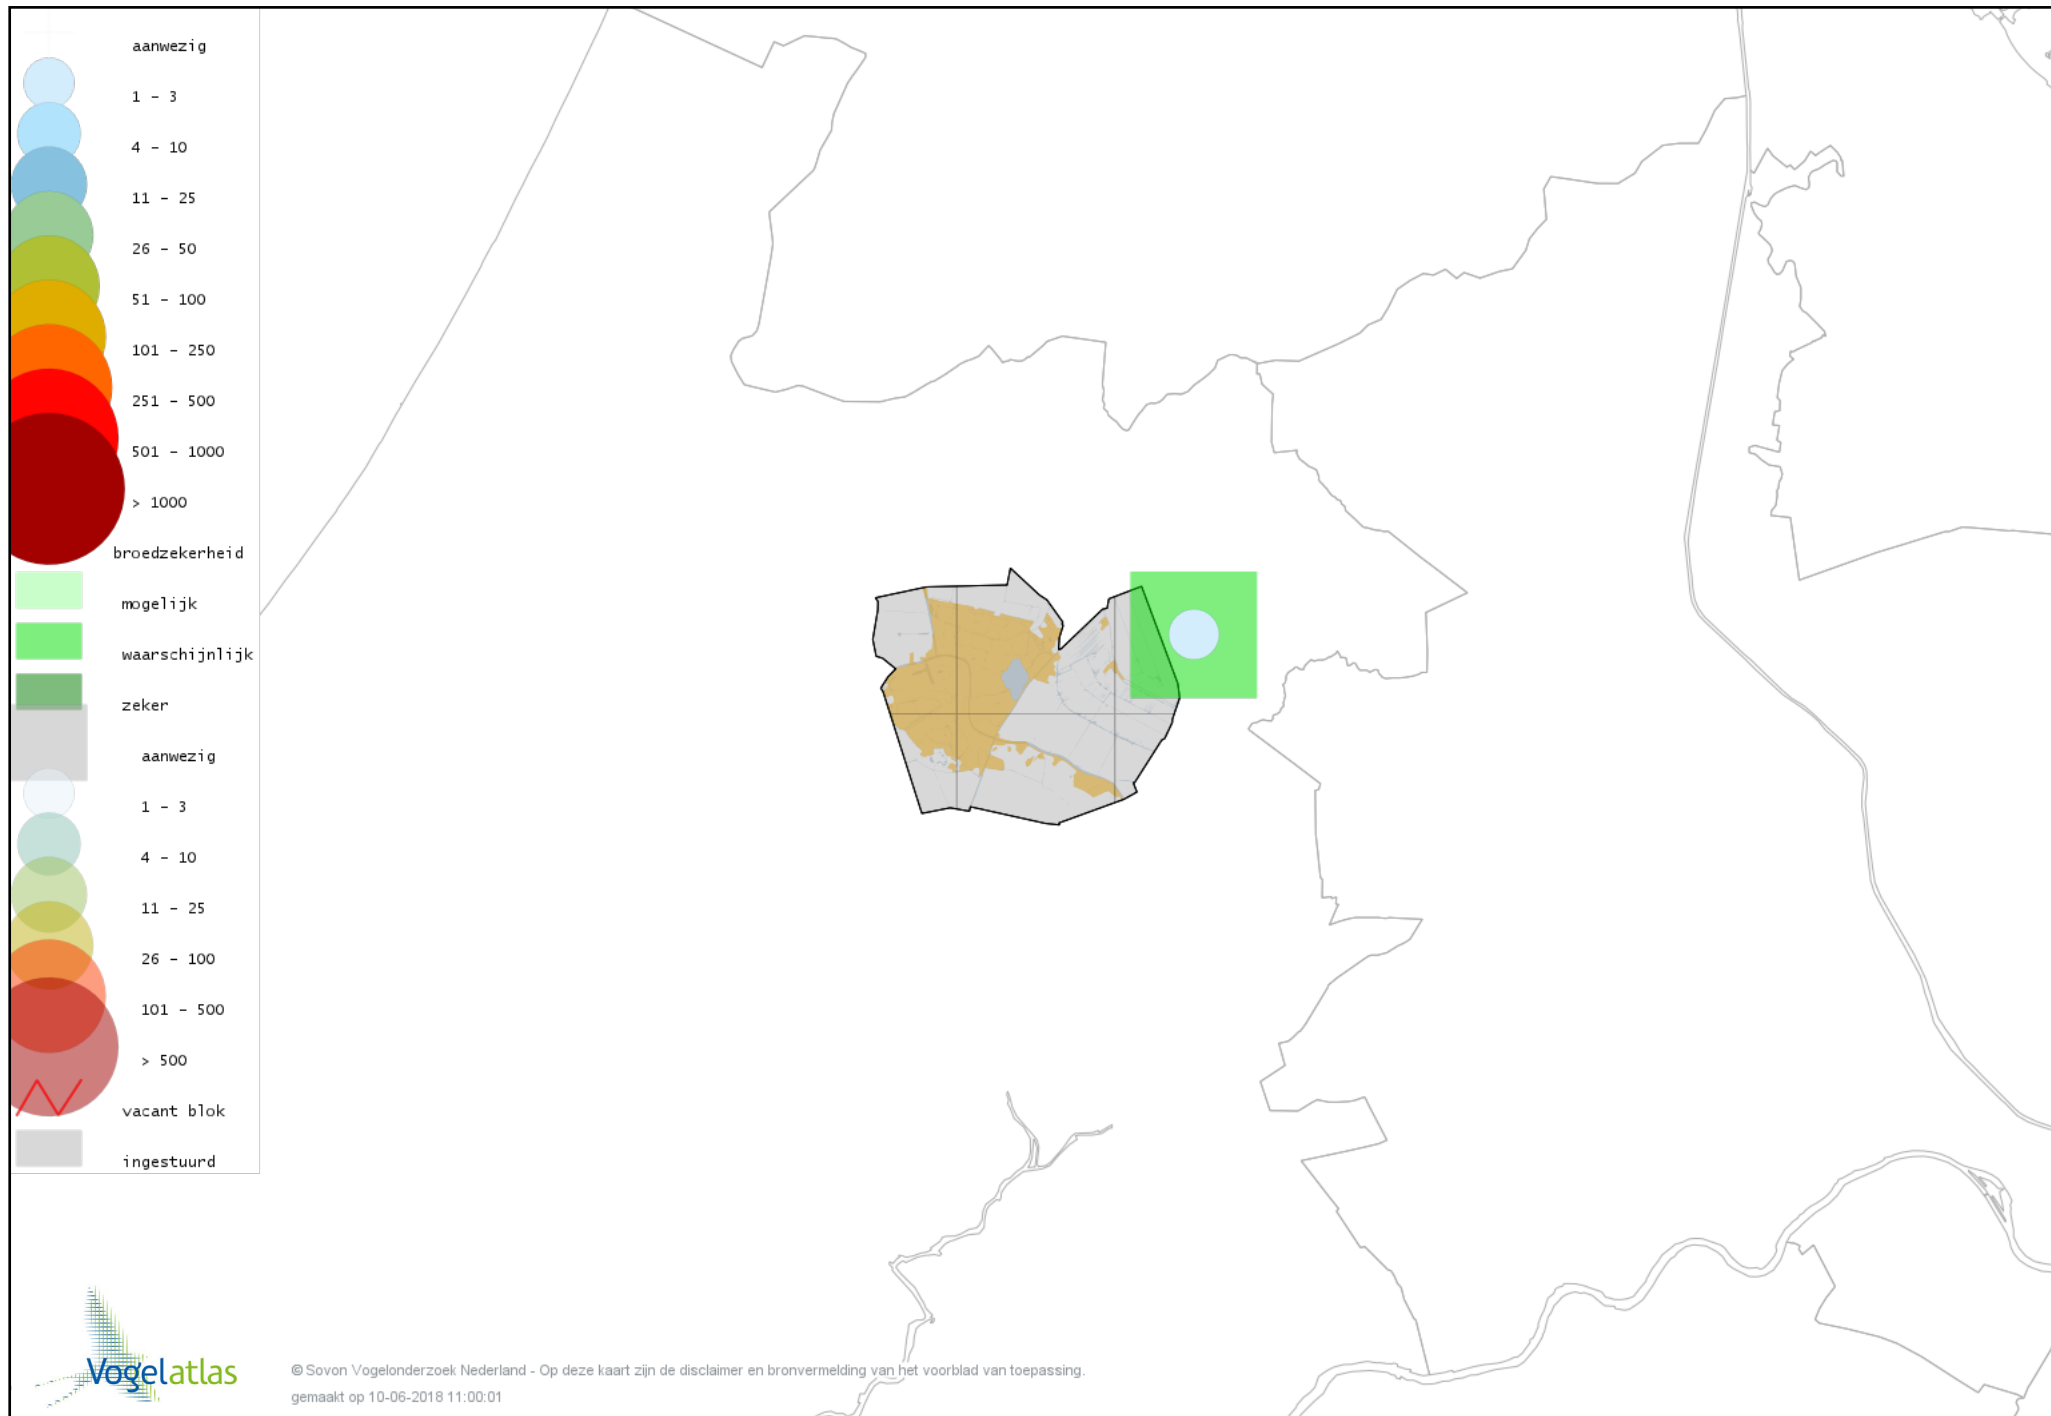 aanwezig
1 - 3
4 - 10
11 - 25
26 - 50
51 - 100
101 - 250
251 - 500
501 - 1000
> 1000
broedzekerheid
mogelijk
waarschijnlijk
zeker
aanwezig
1 - 3
4 - 10
11 - 25
26 - 100
101 - 500
> 500
vacant blok
ingestuurd
Vogelatlas
© Sovon Vogelonderzoek Nederland - Op deze kaart zijn de disclaimer en bronvermelding van het voorblad van toepassing.
gemaakt op 10-06-2018 11:00:01